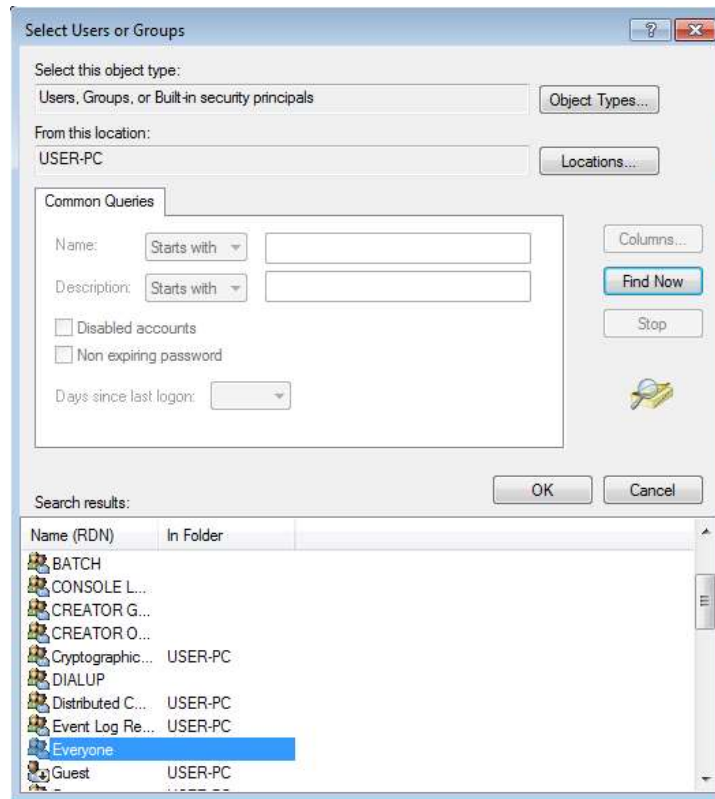 Select Users or Groups
Select this object type:
Users, Groups, or Built-in security principals
Object Types...
From this location:
USER-PC
Locations...
Common Queries
Name: Starts with
Columns...
Description: Starts with
Find Now
Disabled accounts
Stop
Non expiring password
Days since last logon:
OK Cancel
Search results:
Name (RDN) In Folder
BATCH
CONSOLE L...
CREATOR G...
CREATOR O...
Cryptographic... USER-PC
DIALUP
Distributed C... USER-PC
Event Log Re... USER-PC
Everyone
Guest USER-PC